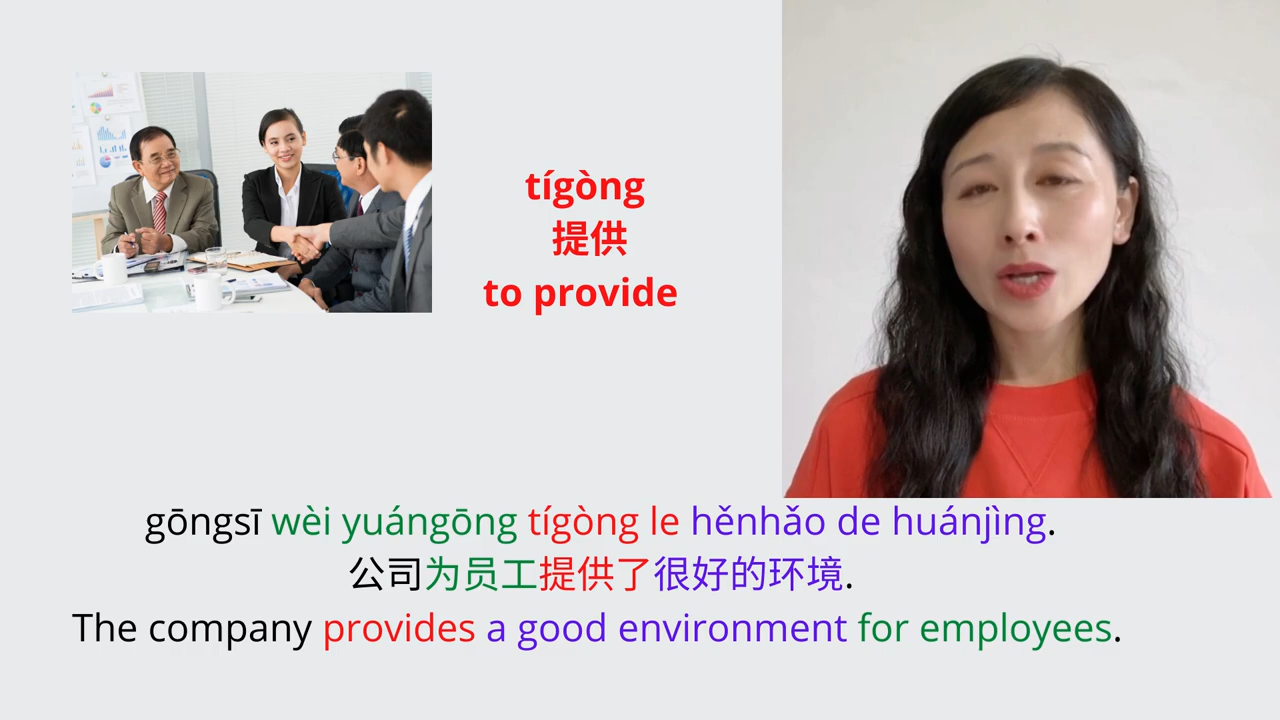 tígòng
提供
to provide
gōngsī wèi yuángōng tígòng le hěnhǎo de huánjìng.
公司为员工提供了很好的环境.
The company provides a good environment for employees.